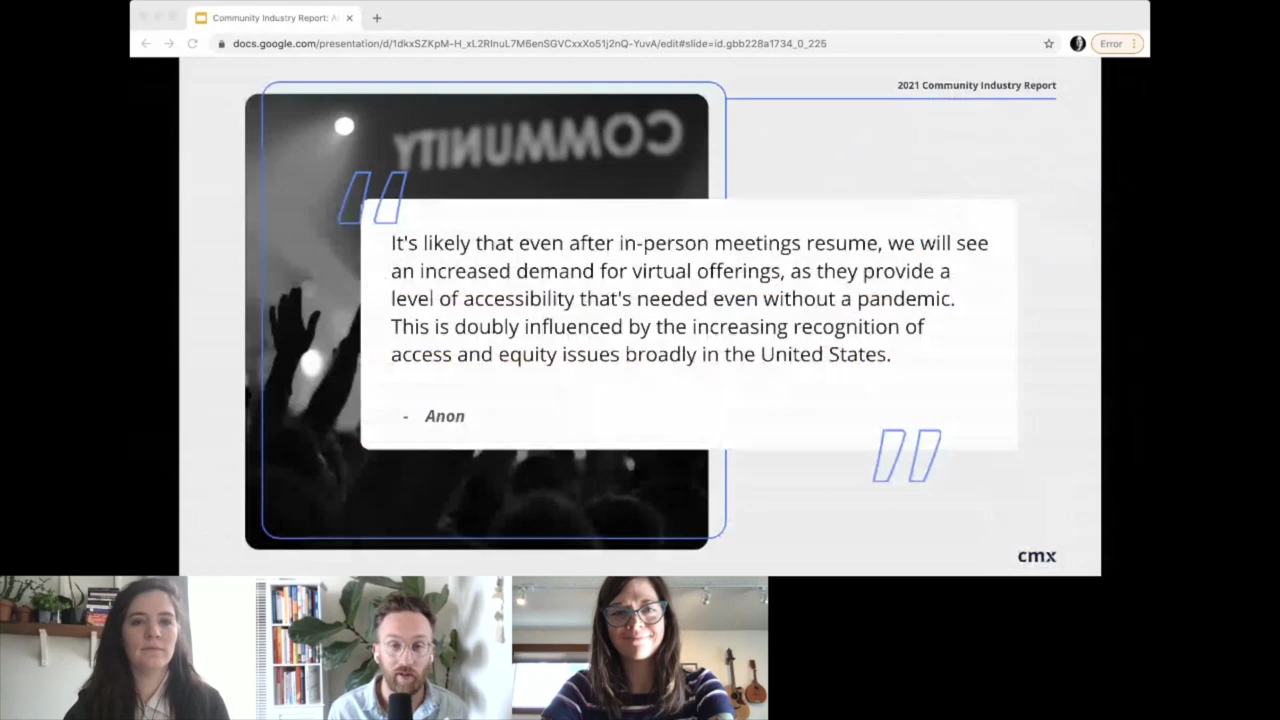 Community Industry Report: A
docs.google.com/presentation/d/1dkxSZKpM-H_xL2RlnuL7M6enSGVCxxXo51j2nQ-YuvA/edit#slide=id.gbb228a1734_0_225
Error
2021 Community Industry Report
COMMUNITY
It's likely that even after in-person meetings resume, we will see
an increased demand for virtual offerings, as they provide a
level of accessibility that's needed even without a pandemic.
This is doubly influenced by the increasing recognition of
access and equity issues broadly in the United States.
- Anon
cmx